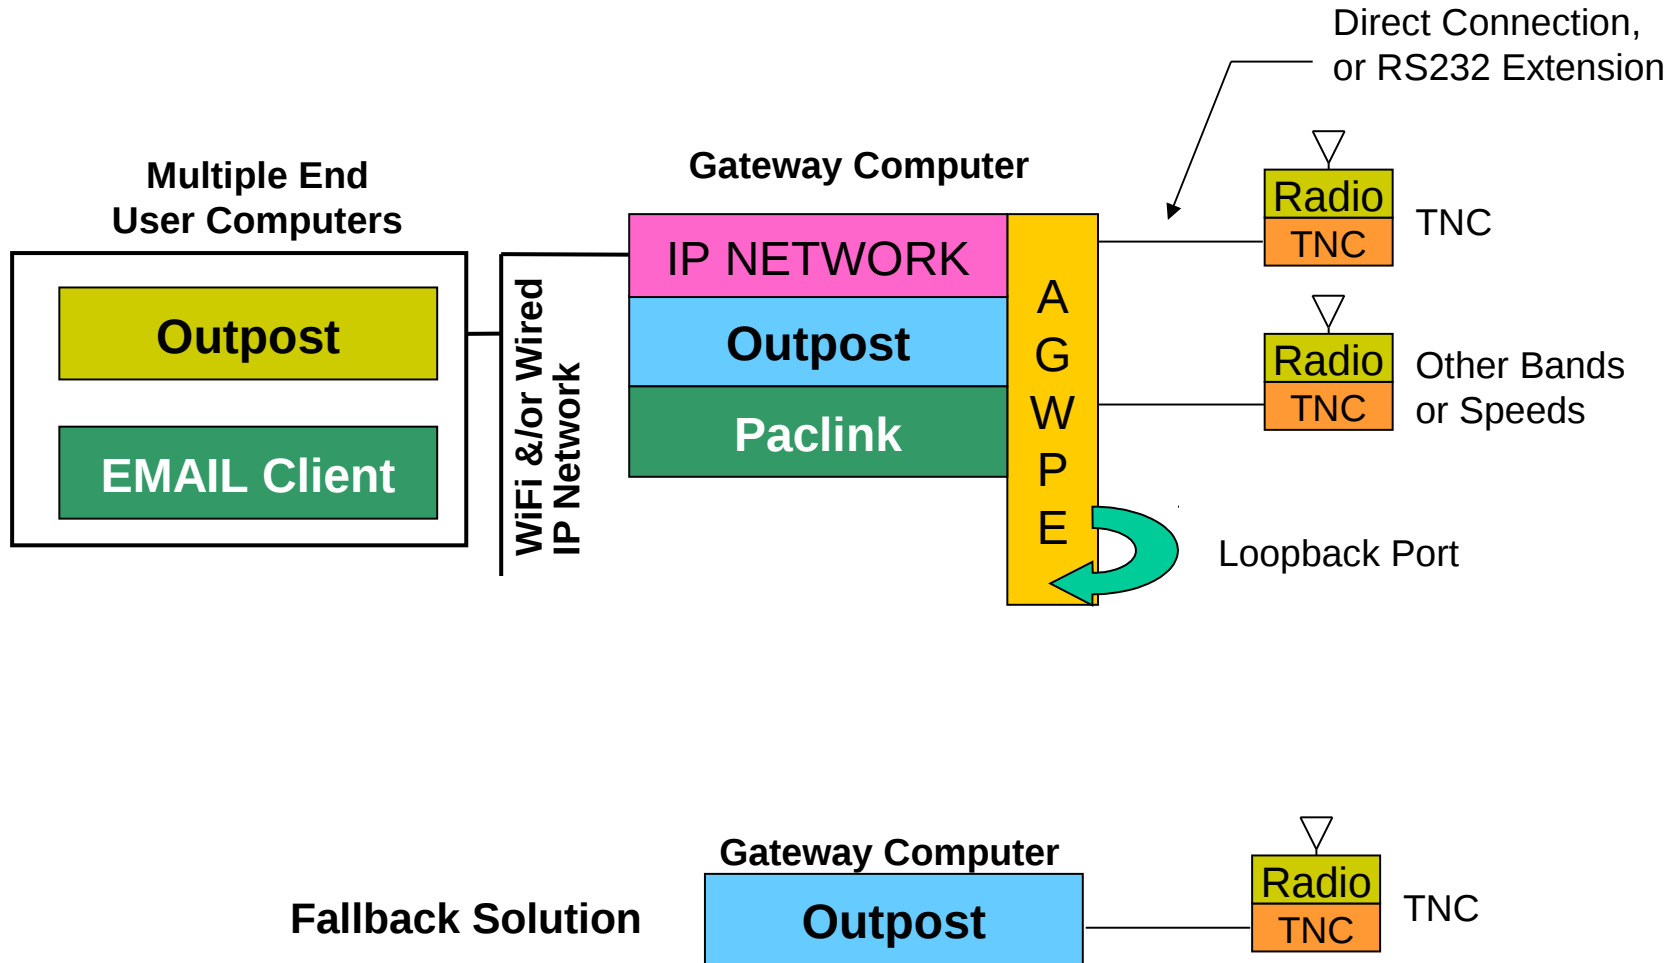 Direct Connection,
or RS232 Extension
Multiple End
User Computers
Gateway Computer
Outpost
EMAIL Client
WiFi &/or Wired
IP Network
IP NETWORK
Outpost
Paclink
A
G
W
P
E
Radio
TNC
TNC
Radio
TNC
Other Bands
or Speeds
Loopback Port
Gateway Computer
Fallback Solution
Outpost
Radio
TNC
TNC